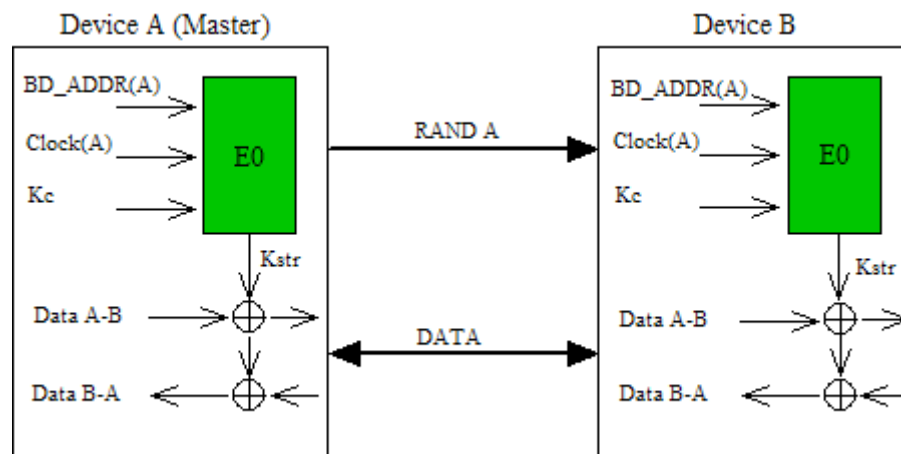 Device A (Master)
Device B
BD_ADDR(A)
Clock(A)
Kc
E0
Kstr
Data A-B
Data B-A
RAND A
DATA
BD_ADDR(A)
Clock(A)
Kc
E0
Kstr
Data A-B
Data B-A